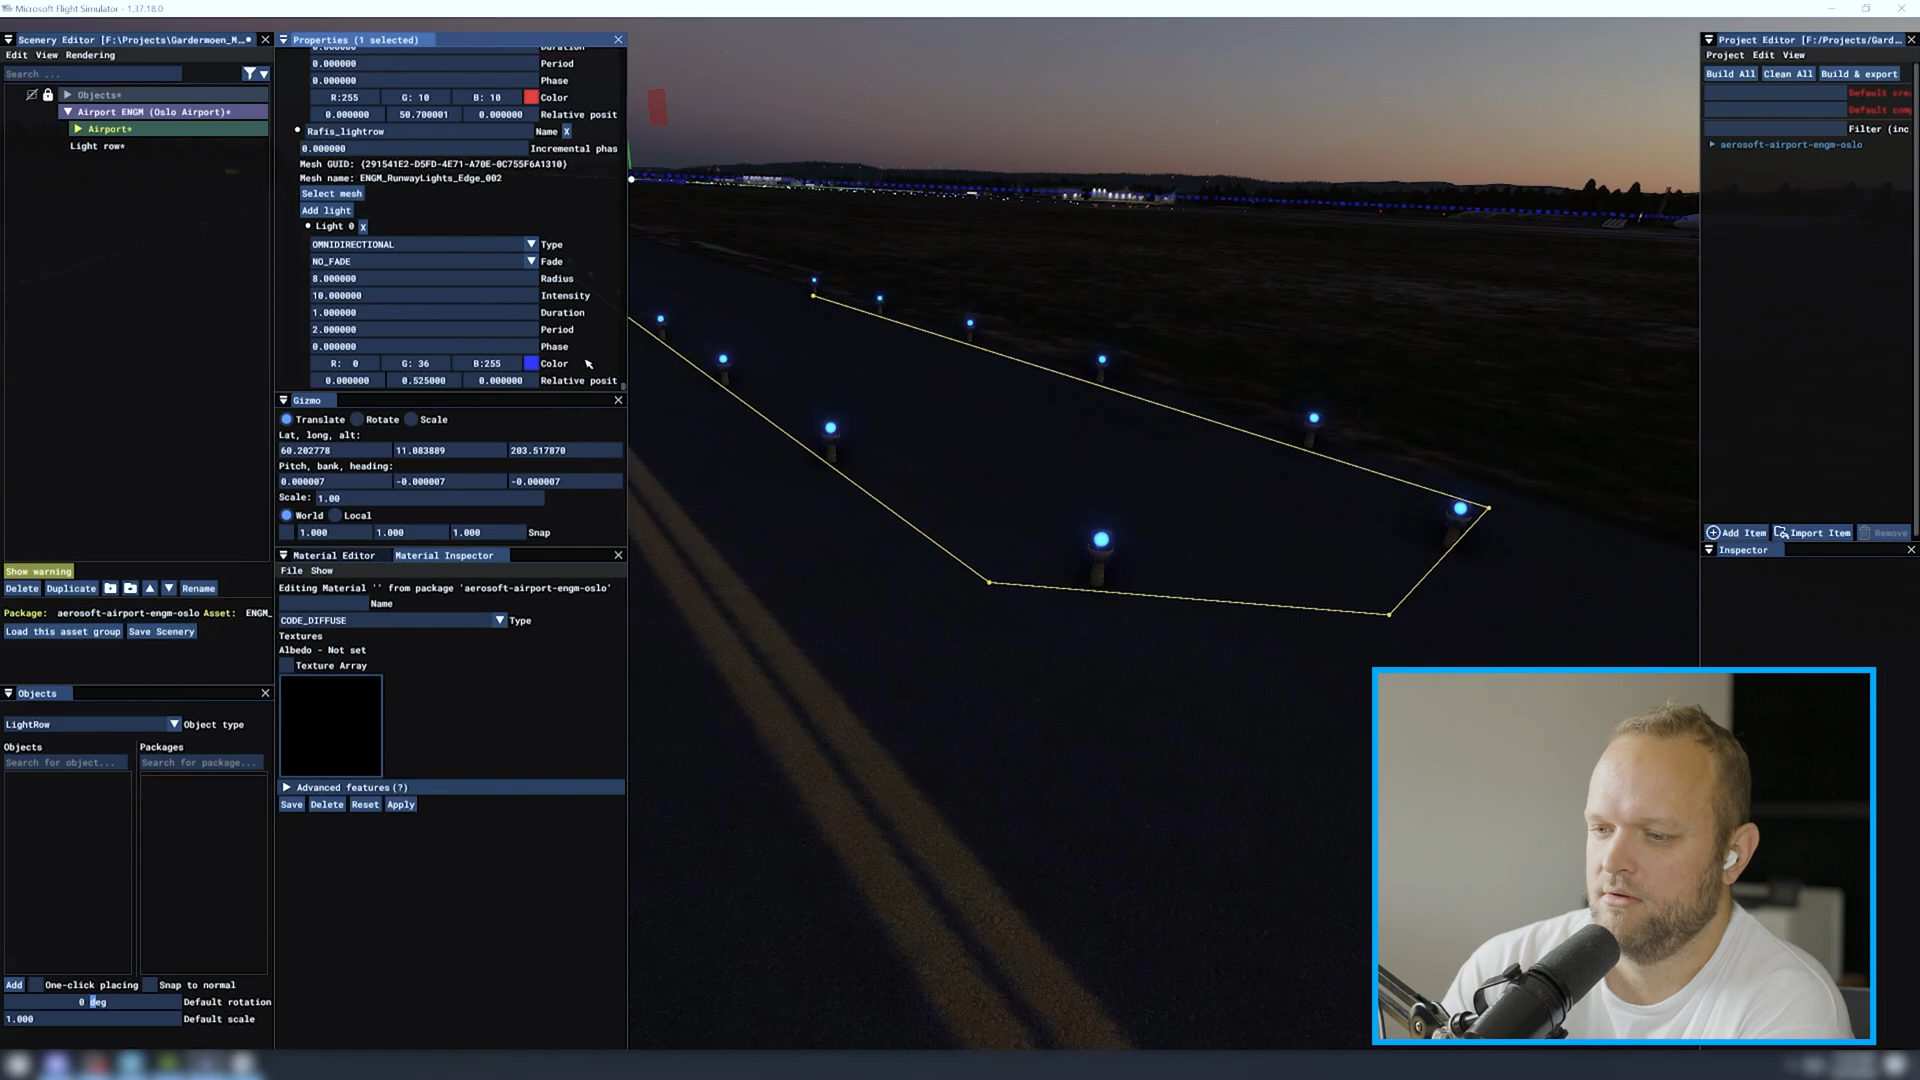 Microsoft Flight Simulator - 1.37.18.0
Scenery Editor [F:\Projects\Gardermoen_M...
Edit View Rendering
Search ...
Objects*
Airport ENGM (Oslo Airport)*
Airport*
Light row*
Show warning
Delete Duplicate Rename
Package: aerosoft-airport-engm-oslo Asset: ENGM_
Load this asset group Save Scenery
Objects
LightRow Object type
Objects Packages
Search for object... Search for package...
Add One-click placing Snap to normal
0 deg Default rotation
1.000 Default scale
Properties (1 selected)
0.000000 Duration
0.000000 Period
0.000000 Phase
R:255 G: 10 B: 10 Color
0.000000 50.700001 0.000000 Relative posit
Rafis_lightrow Name X
0.000000 Incremental phas
Mesh GUID: {291541E2-D5FD-4E71-A70E-0C755F6A1310}
Mesh name: ENGM_RunwayLights_Edge_002
Select mesh
Add light
Light 0 X
OMNIDIRECTIONAL Type
NO_FADE Fade
8.000000 Radius
10.000000 Intensity
1.000000 Duration
2.000000 Period
0.000000 Phase
R: 0 G: 36 B:255 Color
0.000000 0.525000 0.000000 Relative posit
Gizmo
Translate Rotate Scale
Lat, long, alt:
60.202778 11.083889 203.517870
Pitch, bank, heading:
0.000007 -0.000007 -0.000007
Scale: 1.00
World Local
1.000 1.000 1.000 Snap
Material Editor Material Inspector
File Show
Editing Material '' from package 'aerosoft-airport-engm-oslo'
Name
CODE_DIFFUSE Type
Textures
Albedo - Not set
Texture Array
Advanced features (?)
Save Delete Reset Apply
Project Editor [F:/Projects/Gard...
Project Edit View
Build All Clean All Build & export
Default cre
Default com
Filter (inc
aerosoft-airport-engm-oslo
Add Item Import Item Remove
Inspector